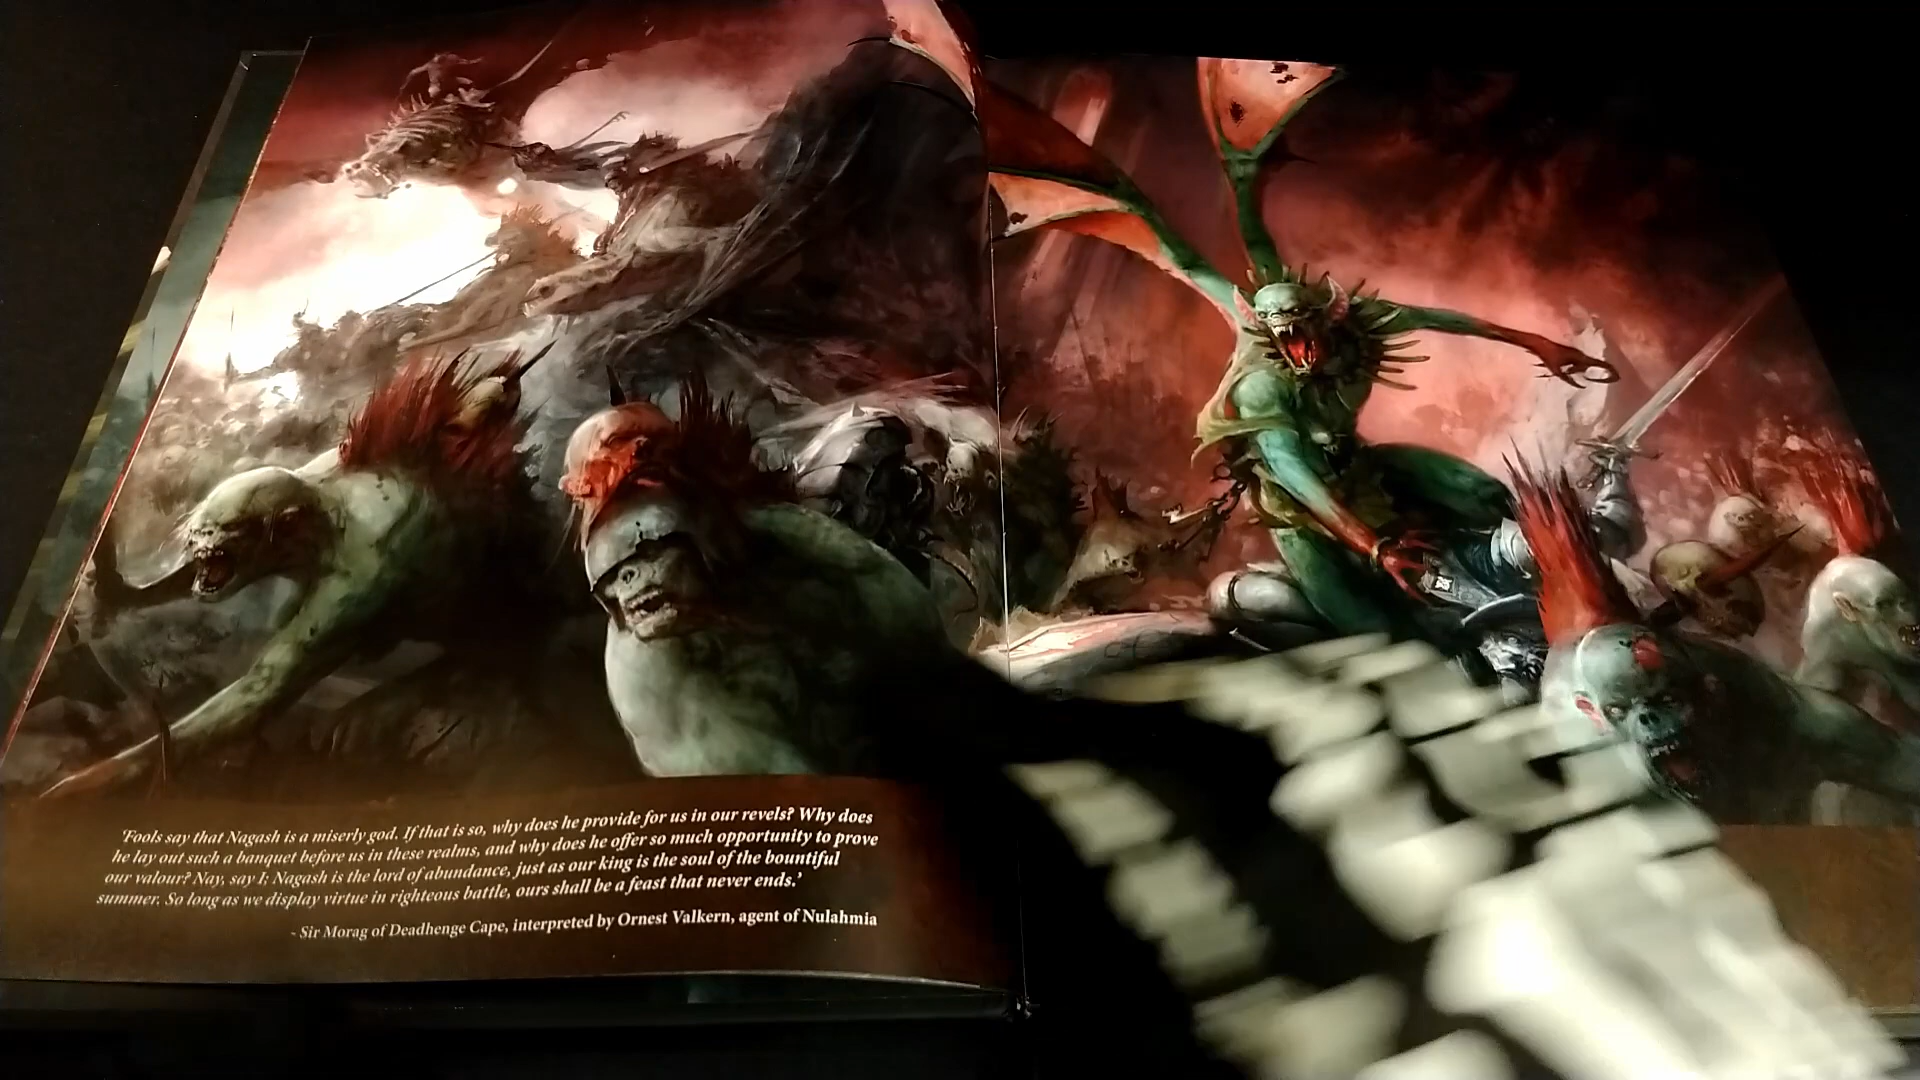 'Fools say that Nagash is a miserly god. If that is so, why does he provide for us in our revels? Why does
he lay out such a banquet before us in these realms, and why does he offer so much opportunity to prove
our valour? Nay, say I; Nagash is the lord of abundance, just as our king is the soul of the bountiful
summer. So long as we display virtue in righteous battle, ours shall be a feast that never ends.'
- Sir Morag of Deadhenge Cape, interpreted by Ornest Valkern, agent of Nulahmia